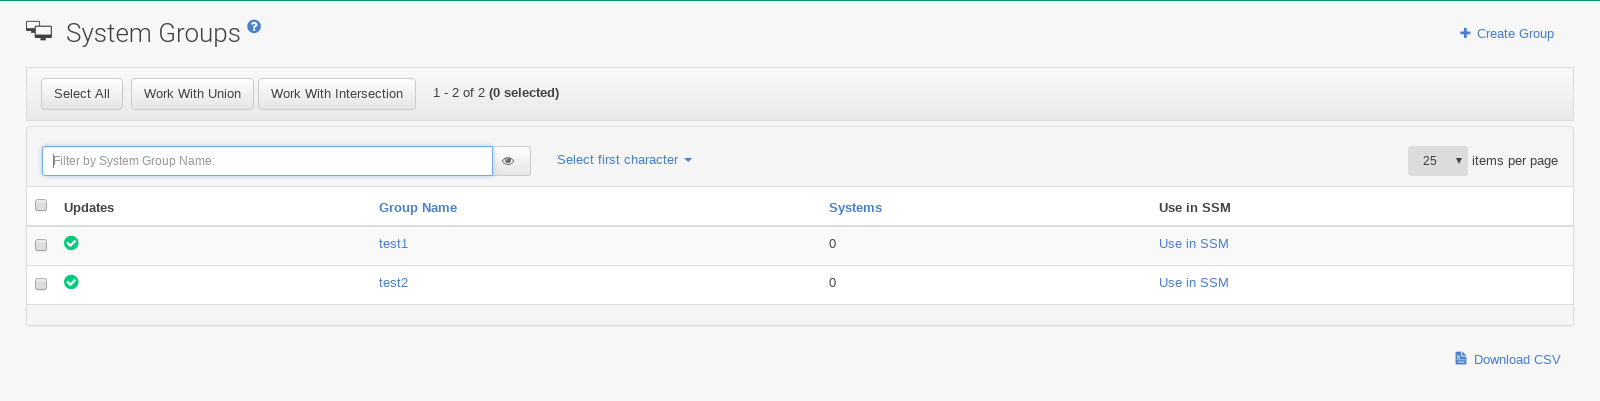 System Groups ?
+ Create Group
Select All Work With Union Work With Intersection 1 - 2 of 2 (0 selected)
Filter by System Group Name: Select first character 25 items per page
Updates Group Name Systems Use in SSM
test1 0 Use in SSM
test2 0 Use in SSM
Download CSV